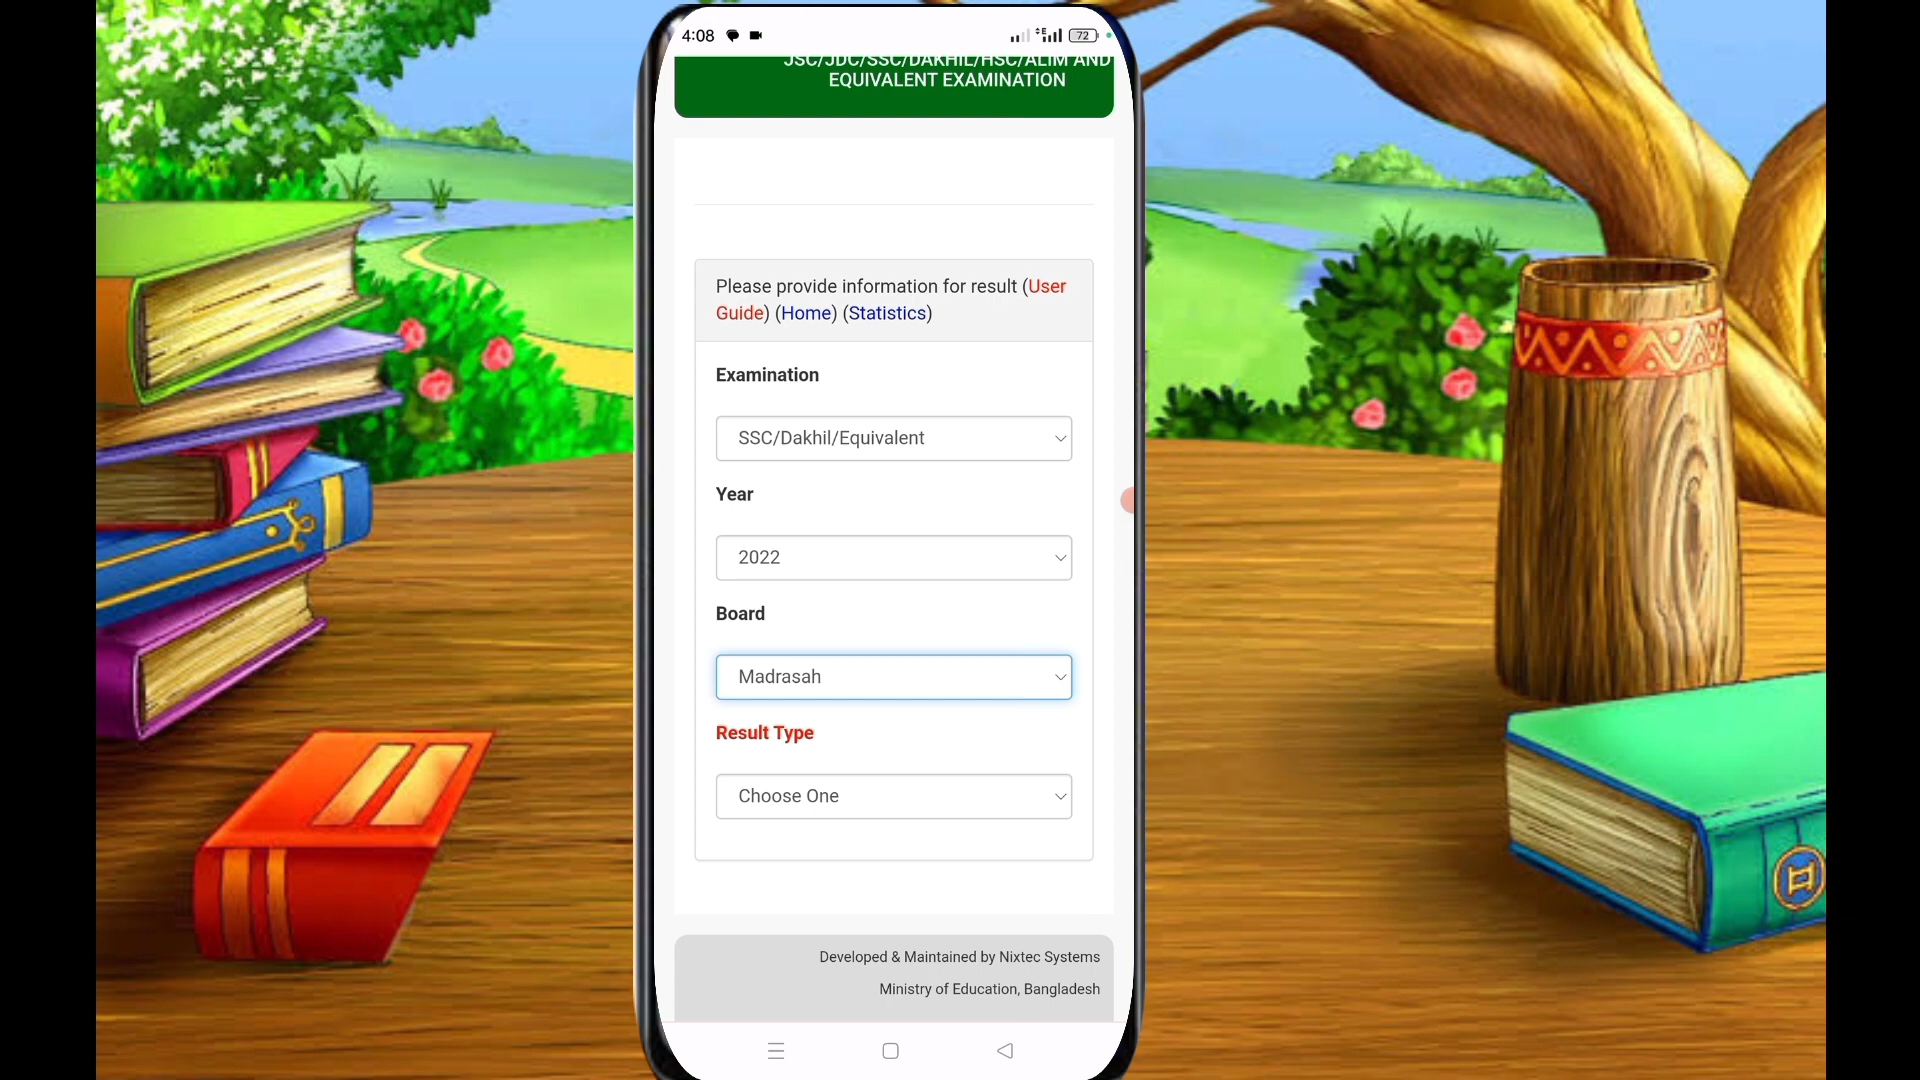 4:08
72
JSC/JDC/SSC/DAKHIL/HSC/ALIM AND
EQUIVALENT EXAMINATION
Please provide information for result (User
Guide) (Home) (Statistics)
Examination
SSC/Dakhil/Equivalent
Year
2022
Board
Madrasah
Result Type
Choose One
Developed & Maintained by Nixtec Systems
Ministry of Education, Bangladesh